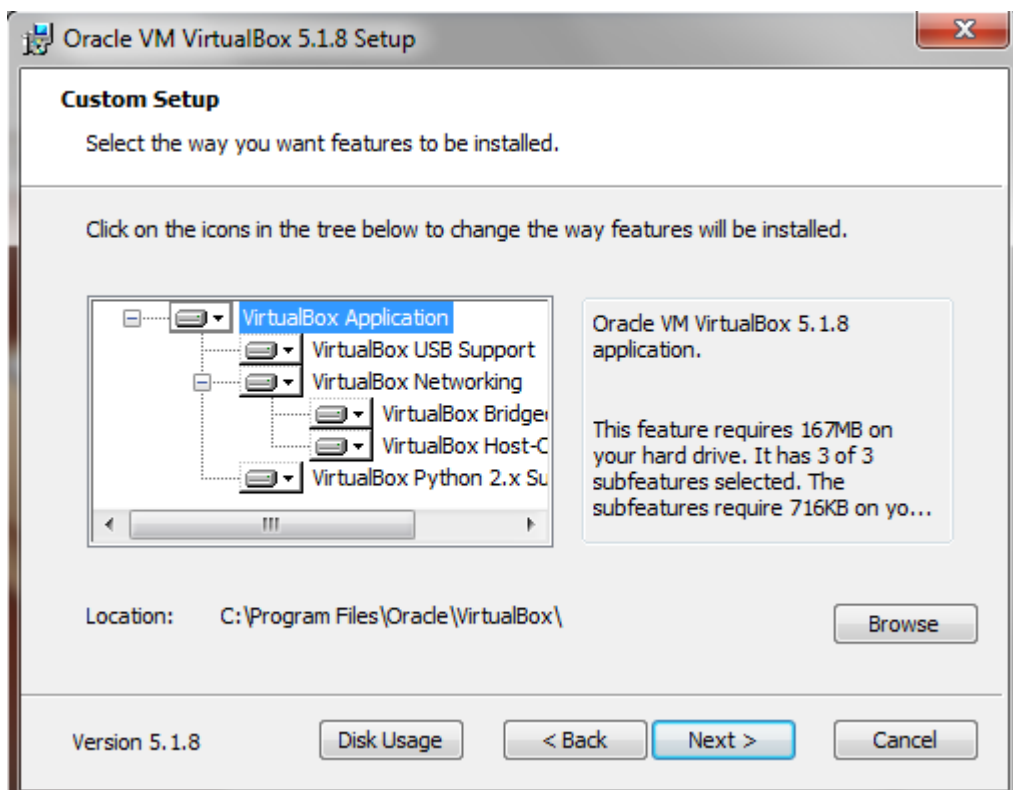 Oracle VM VirtualBox 5.1.8 Setup
Custom Setup
Select the way you want features to be installed.
Click on the icons in the tree below to change the way features will be installed.
VirtualBox Application
VirtualBox USB Support
VirtualBox Networking
VirtualBox Bridge
VirtualBox Host-C
VirtualBox Python 2.x Su
Oracle VM VirtualBox 5.1.8
application.
This feature requires 167MB on
your hard drive. It has 3 of 3
subfeatures selected. The
subfeatures require 716KB on yo...
Location: C:\Program Files\Oracle\VirtualBox\
Browse
Version 5.1.8
Disk Usage
< Back
Next >
Cancel